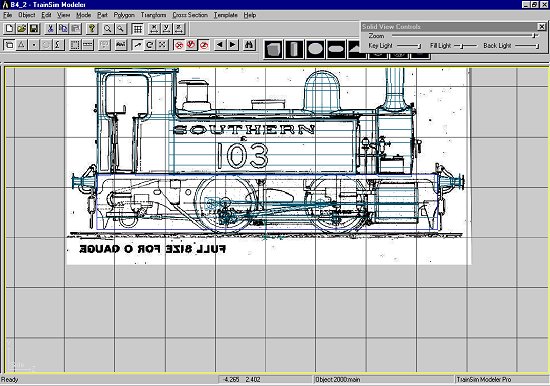 B4_2 - TrainSim Modeler
File Object Edit View Mode Part Polygon Transform Cross Section Template Help
Solid View Controls
Zoom
Key Light Fill Light Back Light
SOUTHERN
103
FULL SIZE FOR O GAUGE
Ready -4.265 2.402 Object 2000:main TrainSim Modeler Pro